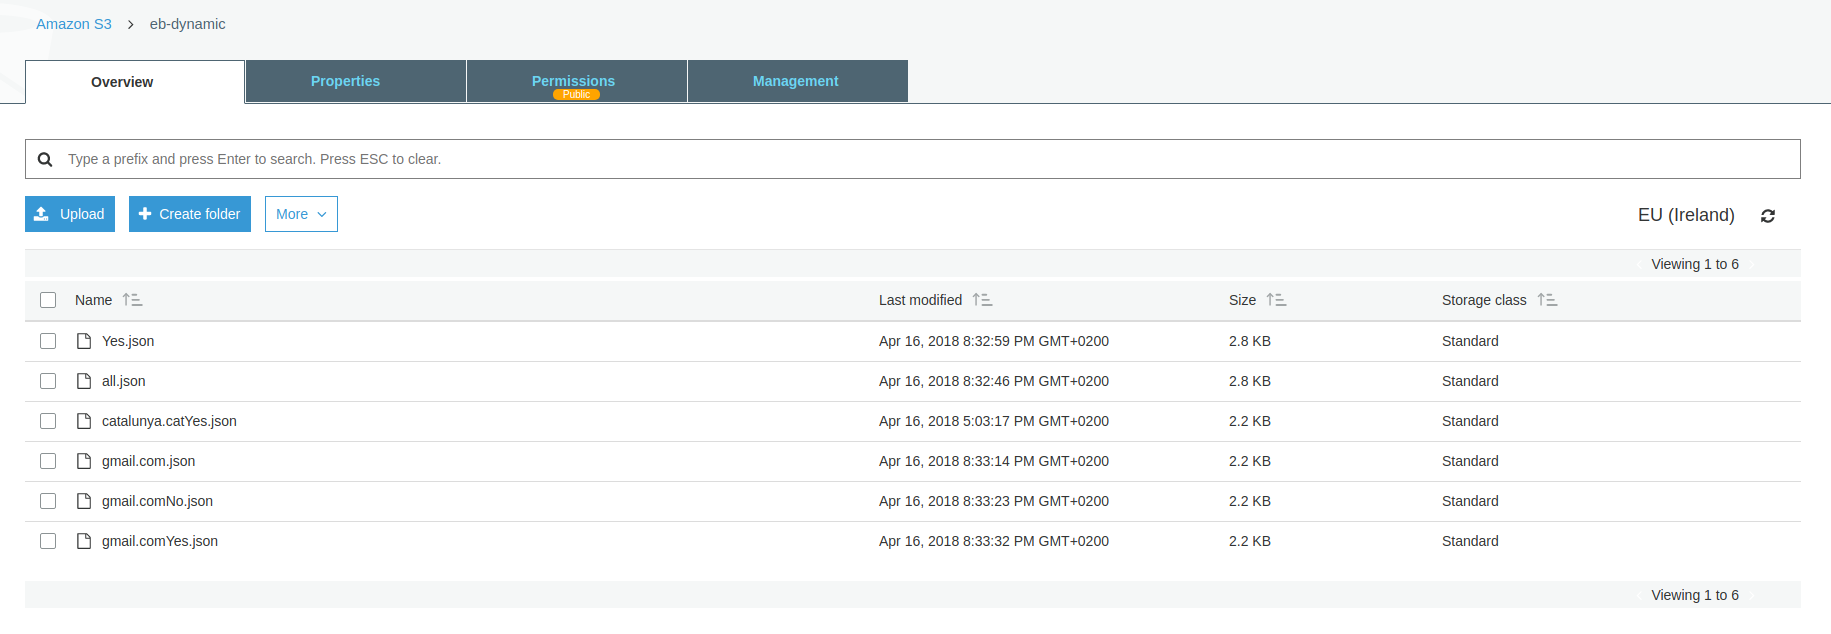 Amazon S3 > eb-dynamic
Overview Properties Permissions Management
Public
Type a prefix and press Enter to search. Press ESC to clear.
Upload Create folder More EU (Ireland)
Viewing 1 to 6
Name Last modified Size Storage class
Yes.json Apr 16, 2018 8:32:59 PM GMT+0200 2.8 KB Standard
all.json Apr 16, 2018 8:32:46 PM GMT+0200 2.8 KB Standard
catalunya.catYes.json Apr 16, 2018 5:03:17 PM GMT+0200 2.2 KB Standard
gmail.com.json Apr 16, 2018 8:33:14 PM GMT+0200 2.2 KB Standard
gmail.comNo.json Apr 16, 2018 8:33:23 PM GMT+0200 2.2 KB Standard
gmail.comYes.json Apr 16, 2018 8:33:32 PM GMT+0200 2.2 KB Standard
Viewing 1 to 6